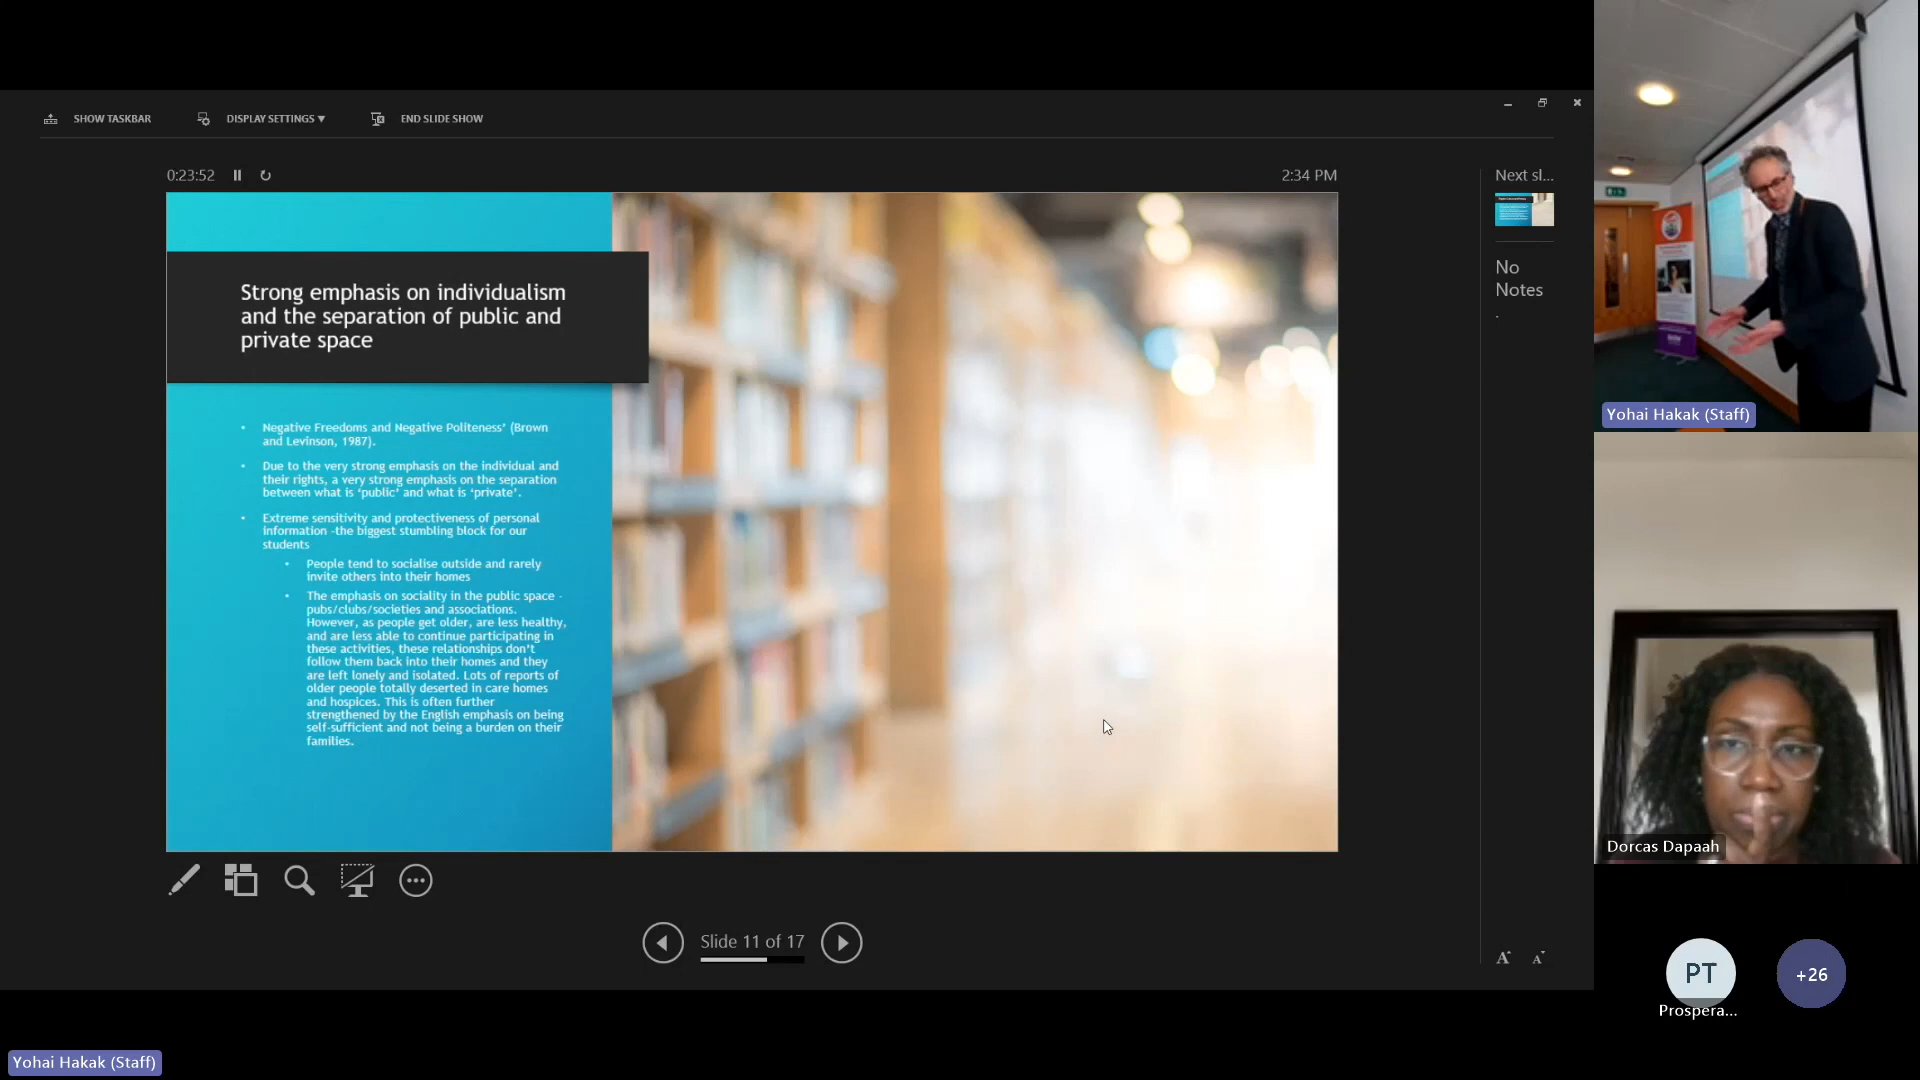 SHOW TASKBAR
DISPLAY SETTINGS ▼
END SLIDE SHOW
0:23:52
2:34 PM
Strong emphasis on individualism
and the separation of public and
private space
• Negative Freedoms and Negative Politeness’ (Brown
and Levinson, 1987).
• Due to the very strong emphasis on the individual and
their rights, a very strong emphasis on the separation
between what is ‘public’ and what is ‘private’.
• Extreme sensitivity and protectiveness of personal
information -the biggest stumbling block for our
students
• People tend to socialise outside and rarely
invite others into their homes
• The emphasis on sociality in the public space -
pubs/clubs/societies and associations.
However, as people get older, are less healthy,
and are less able to continue participating in
these activities, these relationships don’t
follow them back into their homes and they
are left lonely and isolated. Lots of reports of
older people totally deserted in care homes
and hospices. This is often further
strengthened by the English emphasis on being
self-sufficient and not being a burden on their
families.
Slide 11 of 17
Next sl...
No
Notes
.
A
A
Yohai Hakak (Staff)
Dorcas Dapaah
PT
Prospera...
+26
Yohai Hakak (Staff)